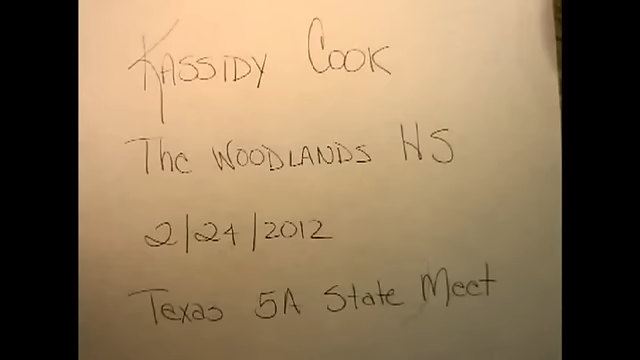 Kassidy Cook
The Woodlands HS
2/24/2012
Texas 5A State Meet